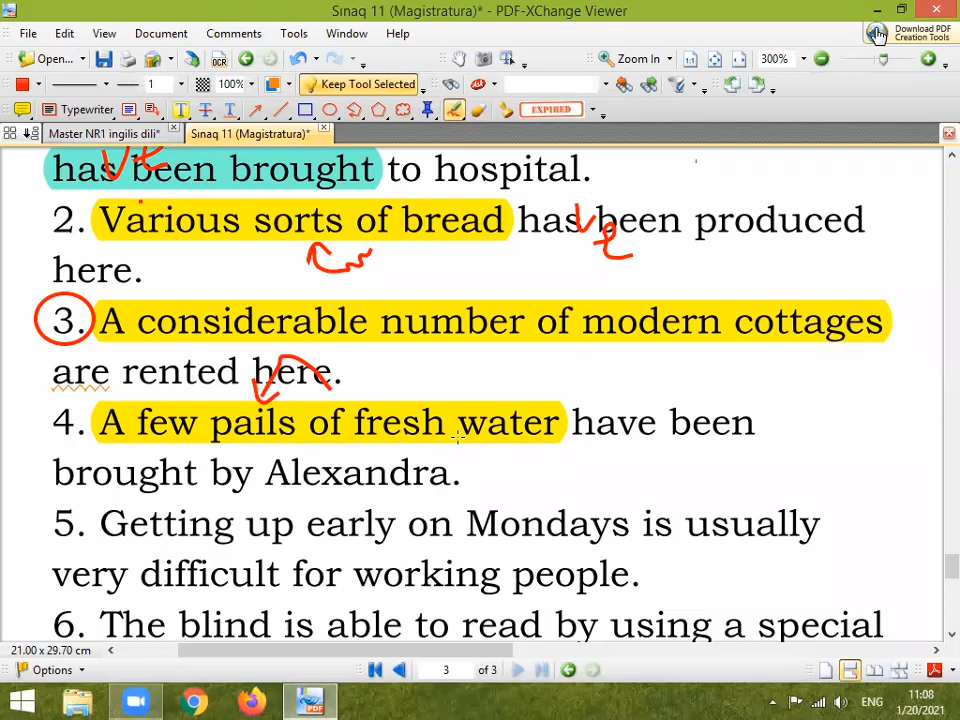 Sınaq 11 (Magistratura)* - PDF-XChange Viewer
File Edit View Document Comments Tools Window Help
Download PDF Creation Tools
Open... OCR Zoom In 300%
1 100% Keep Tool Selected
Typewriter EXPIRED
Master NR1 ingilis dili* Sınaq 11 (Magistratura)*
has been brought to hospital.
2. Various sorts of bread has been produced
here.
3. A considerable number of modern cottages
are rented here.
4. A few pails of fresh water have been
brought by Alexandra.
5. Getting up early on Mondays is usually
very difficult for working people.
6. The blind is able to read by using a special
21.00 x 29.70 cm
Options 3 of 3
ENG 11:08
1/20/2021